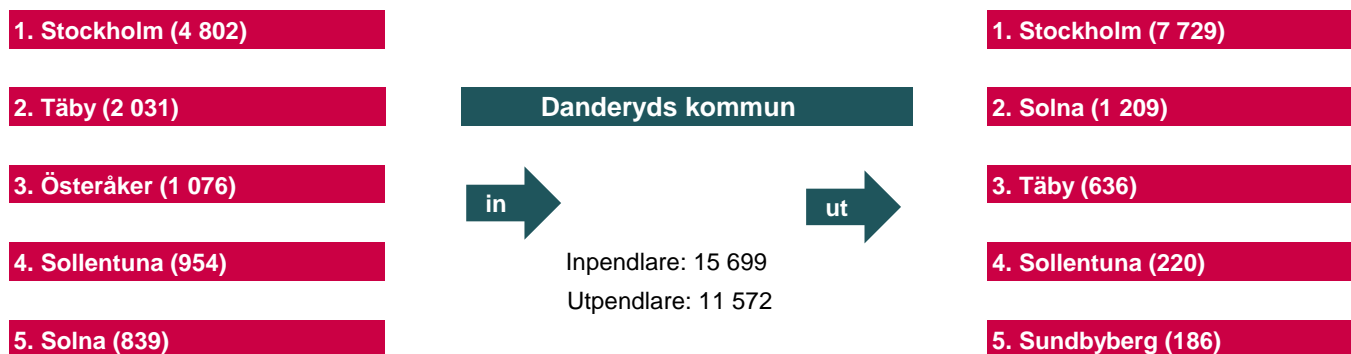 1. Stockholm (4 802)
2. Täby (2 031)
3. Österåker (1 076)
4. Sollentuna (954)
5. Solna (839)
Danderyds kommun
in
ut
Inpendlare: 15 699
Utpendlare: 11 572
1. Stockholm (7 729)
2. Solna (1 209)
3. Täby (636)
4. Sollentuna (220)
5. Sundbyberg (186)